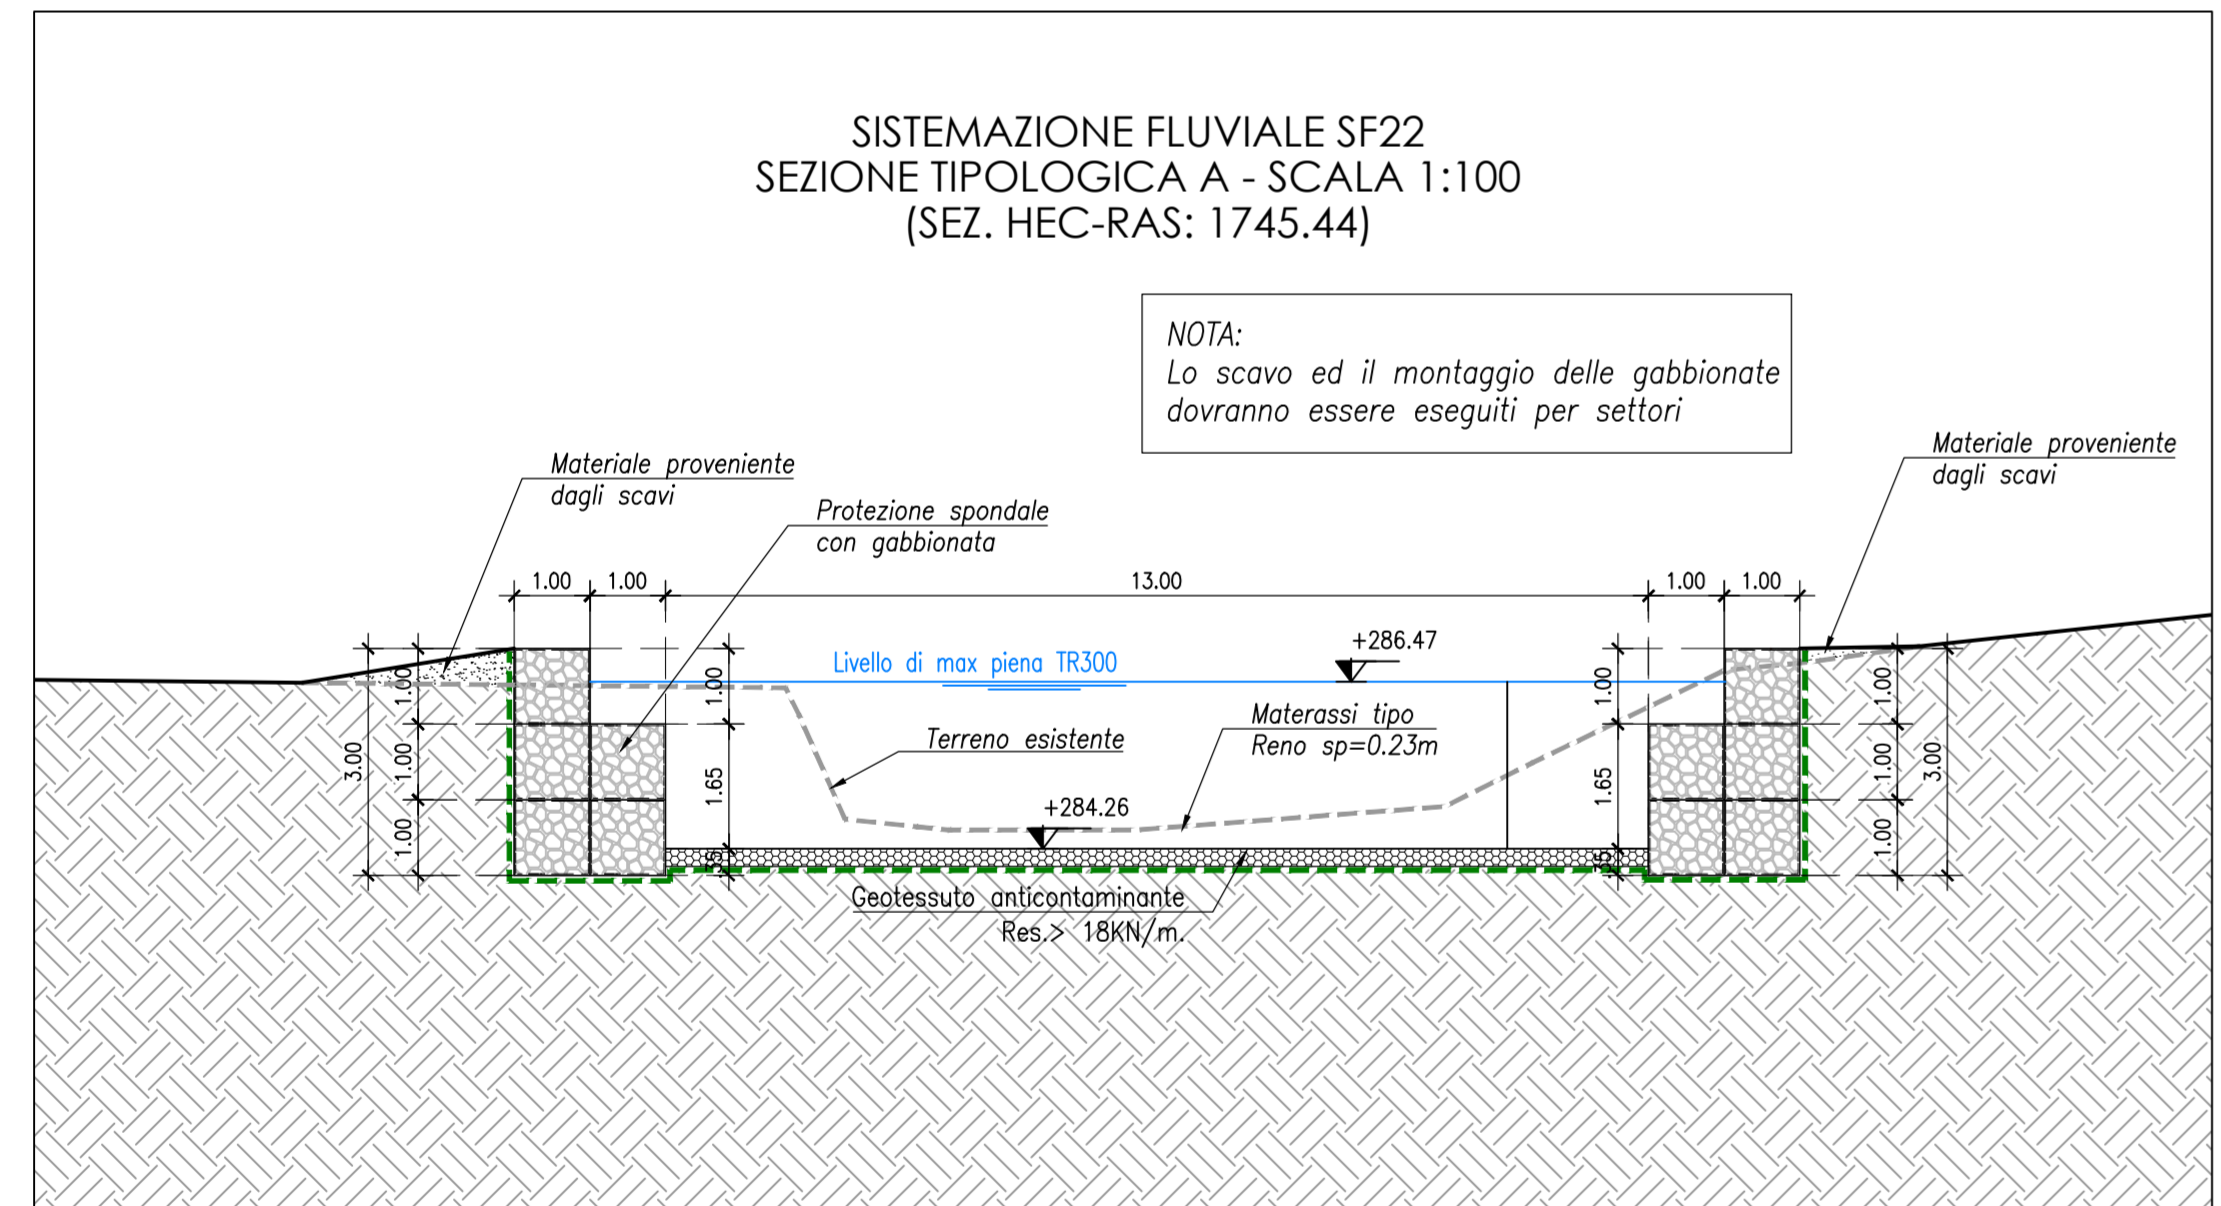 SISTEMAZIONE FLUVIALE SF22
SEZIONE TIPOLOGICA A - SCALA 1:100
(SEZ. HEC-RAS: 1745.44)
NOTA:
Lo scavo ed il montaggio delle gabbionate
dovranno essere eseguiti per settori
Materiale proveniente
dagli scavi
Materiale proveniente
dagli scavi
Protezione spondale
con gabbionata
1.00 1.00 13.00 1.00 1.00
Livello di max piena TR300
+286.47
Materassi tipo
Reno sp=0.23m
Terreno esistente
+284.26
3.00
1.00
1.00
1.00
1.00
1.65
.35
1.00
1.65
.35
1.00
1.00
1.00
3.00
Geotessuto anticontaminante
Res.> 18KN/m.